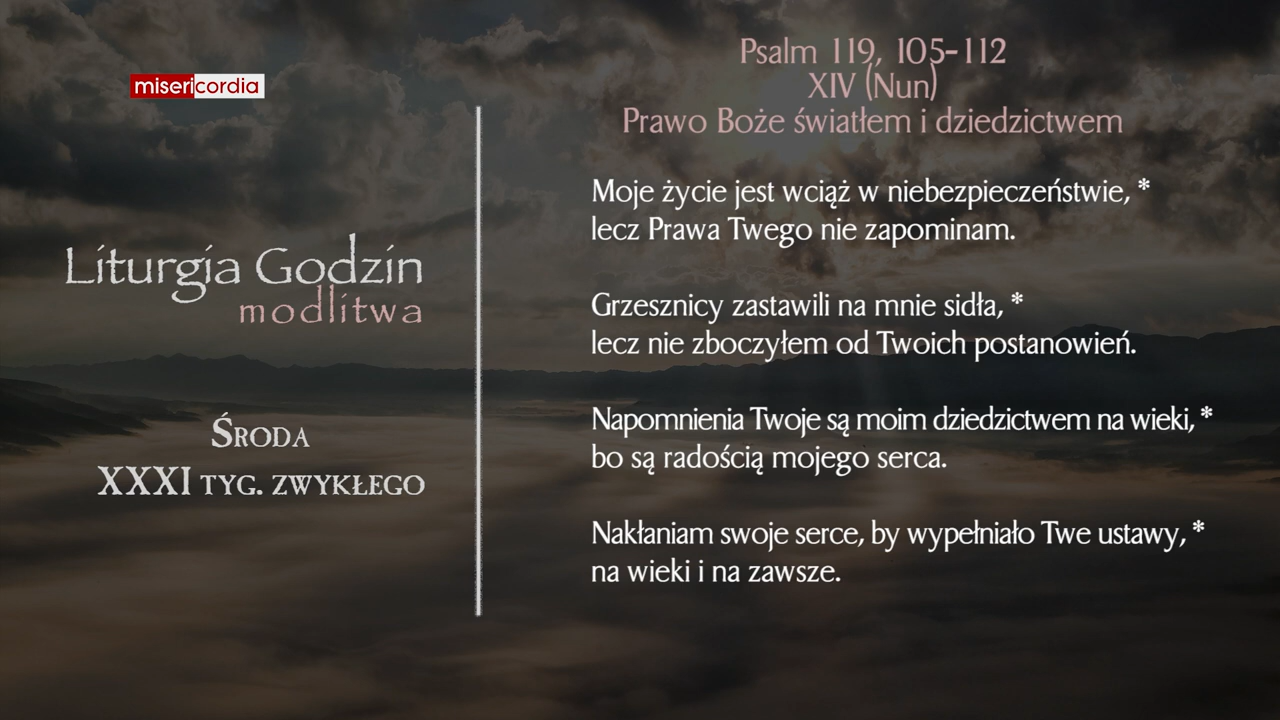 misericordia
Liturgia Godzin
modlitwa
Środa
XXXI tyg. zwykłego
Psalm 119, 105-112
XIV (Nun)
Prawo Boże światłem i dziedzictwem
Moje życie jest wciąż w niebezpieczeństwie, *
lecz Prawa Twego nie zapominam.
Grzesznicy zastawili na mnie sidła, *
lecz nie zboczyłem od Twoich postanowień.
Napomnienia Twoje są moim dziedzictwem na wieki, *
bo są radością mojego serca.
Nakłaniam swoje serce, by wypełniało Twe ustawy, *
na wieki i na zawsze.